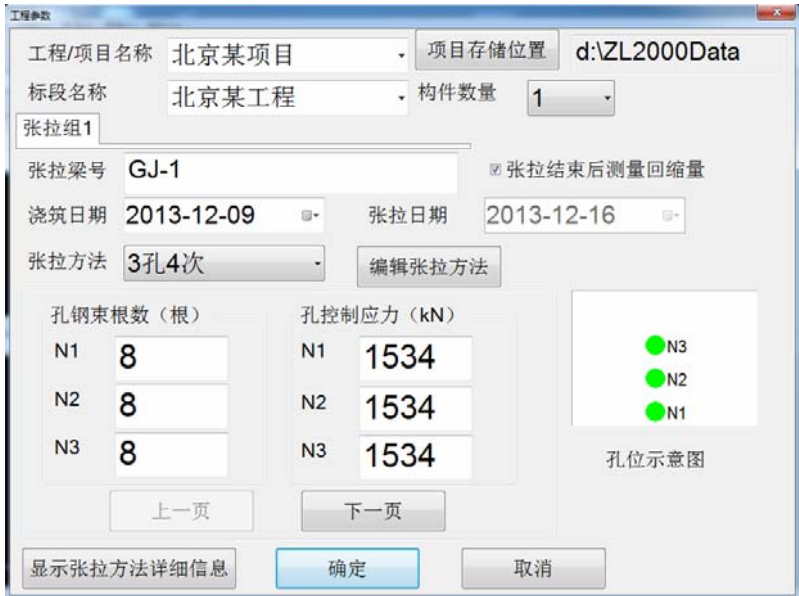 工程参数
工程/项目名称 北京某项目 项目存储位置 d:\ZL2000Data
标段名称 北京某工程 构件数量 1
张拉组1
张拉梁号 GJ-1 张拉结束后测量回缩量
浇筑日期 2013-12-09 张拉日期 2013-12-16
张拉方法 3孔4次 编辑张拉方法
孔钢束根数（根） 孔控制应力（kN）
N1 8 N1 1534 N3
N2 8 N2 1534 N2
N3 8 N3 1534 N1
孔位示意图
上一页 下一页
显示张拉方法详细信息 确定 取消